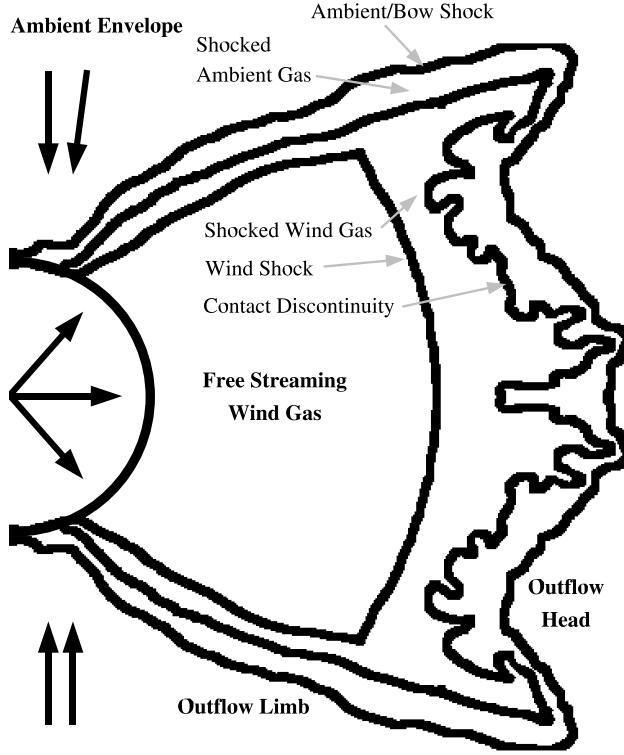 Ambient/Bow Shock
Ambient Envelope
Shocked
Ambient Gas
Shocked Wind Gas
Wind Shock
Contact Discontinuity
Free Streaming
Wind Gas
Outflow
Head
Outflow Limb